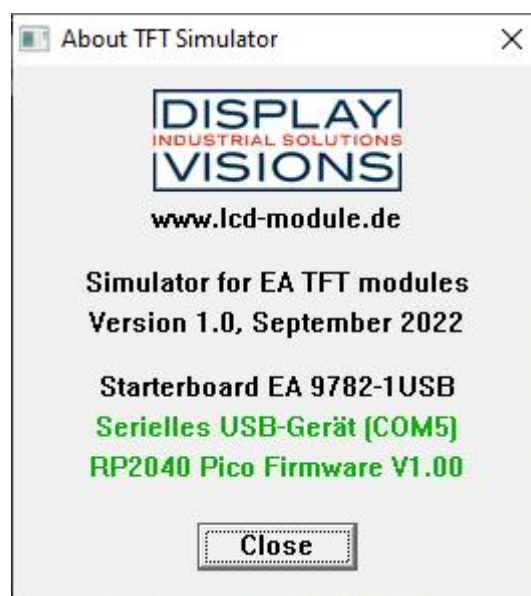 About TFT Simulator
DISPLAY
INDUSTRIAL SOLUTIONS
VISIONS
www.lcd-module.de
Simulator for EA TFT modules
Version 1.0, September 2022
Starterboard EA 9782-1USB
Serielles USB-Gerät (COM5)
RP2040 Pico Firmware V1.00
Close